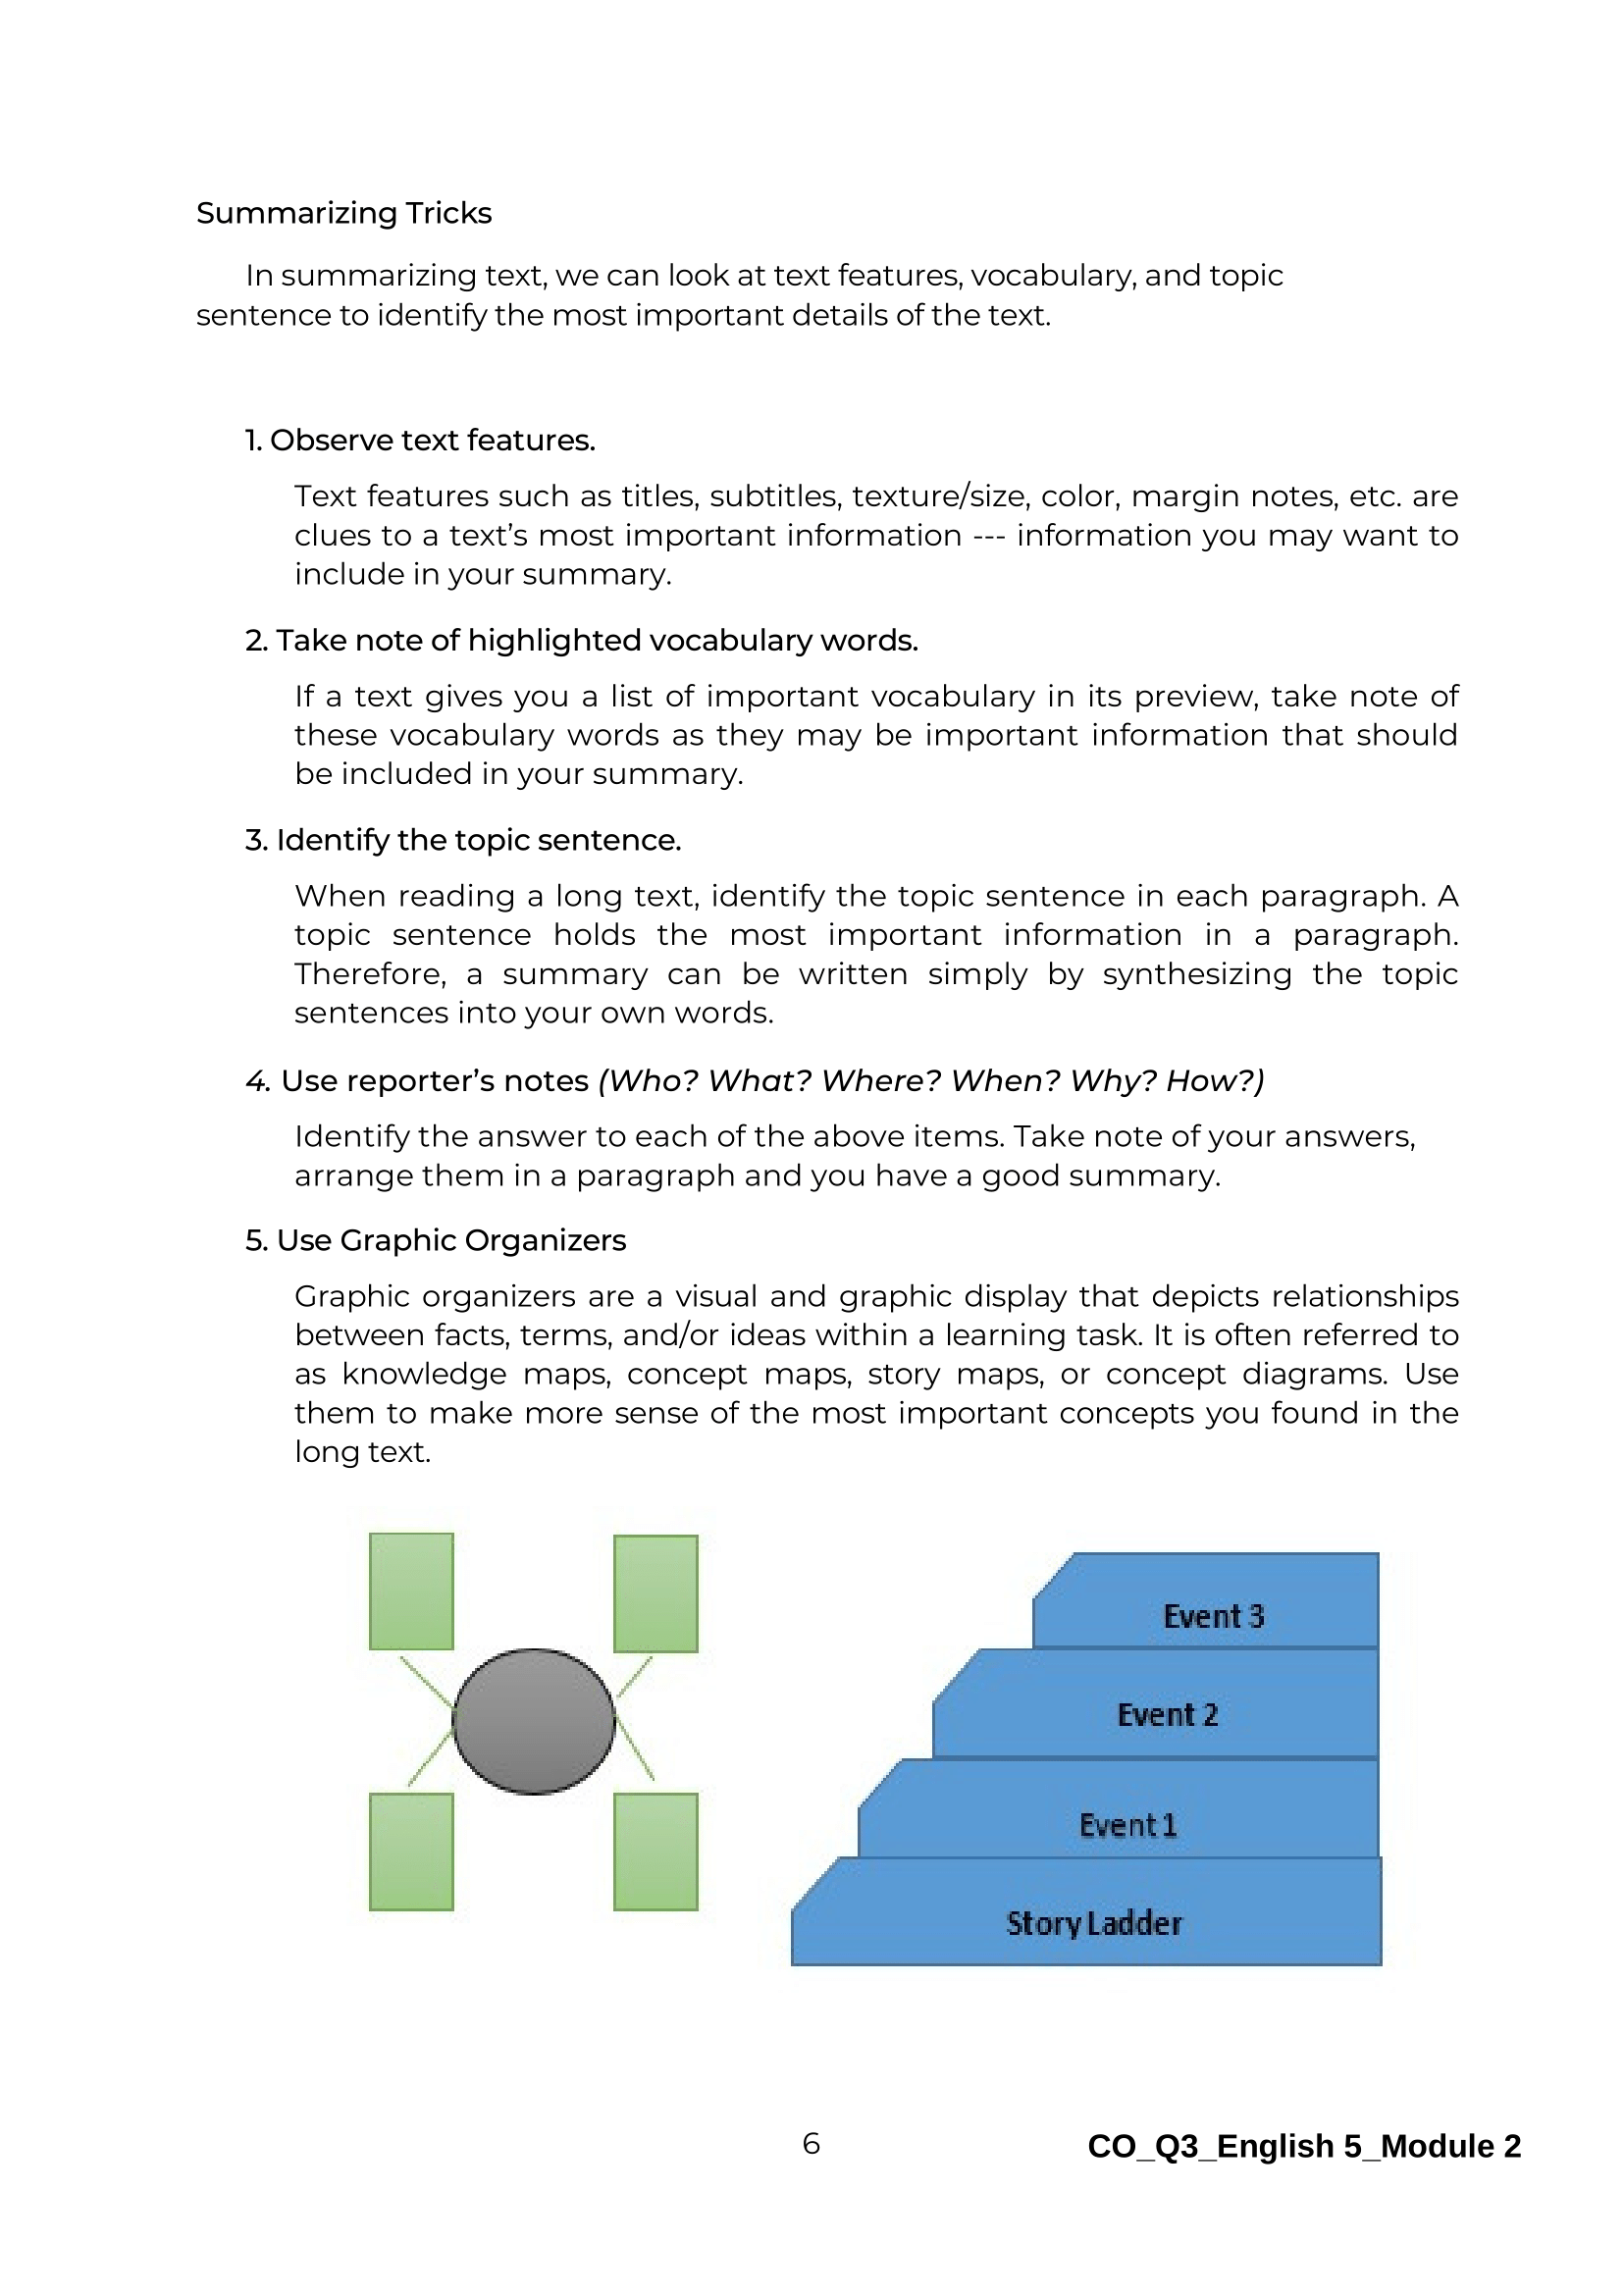 Summarizing Tricks
In summarizing text, we can look at text features, vocabulary, and topic
sentence to identify the most important details of the text.
1. Observe text features.
Text features such as titles, subtitles, texture/size, color, margin notes, etc. are
clues to a text’s most important information --- information you may want to
include in your summary.
2. Take note of highlighted vocabulary words.
If a text gives you a list of important vocabulary in its preview, take note of
these vocabulary words as they may be important information that should
be included in your summary.
3. Identify the topic sentence.
When reading a long text, identify the topic sentence in each paragraph. A
topic sentence holds the most important information in a paragraph.
Therefore, a summary can be written simply by synthesizing the topic
sentences into your own words.
4. Use reporter’s notes (Who? What? Where? When? Why? How?)
Identify the answer to each of the above items. Take note of your answers,
arrange them in a paragraph and you have a good summary.
5. Use Graphic Organizers
Graphic organizers are a visual and graphic display that depicts relationships
between facts, terms, and/or ideas within a learning task. It is often referred to
as knowledge maps, concept maps, story maps, or concept diagrams. Use
them to make more sense of the most important concepts you found in the
long text.
Event 3
Event 2
Event 1
Story Ladder
6
CO_Q3_English 5_Module 2